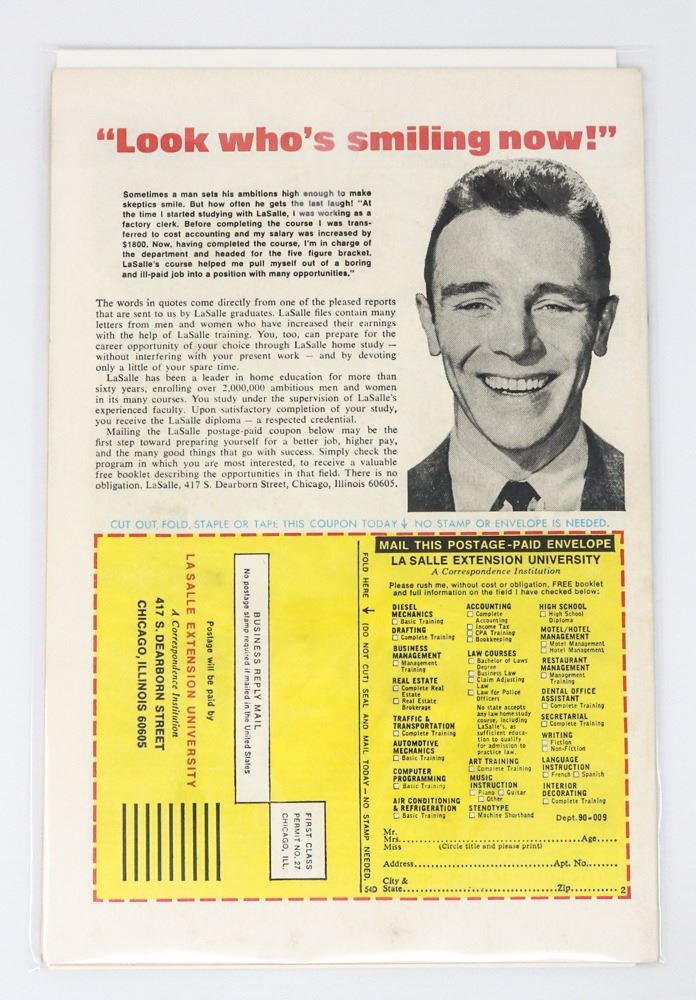 “Look who’s smiling now!”
Sometimes a man sets his ambitions high enough to make
skeptics smile. But how often he gets the last laugh! “At
the time I started studying with LaSalle, I was working as a
factory clerk. Before completing the course I was trans-
ferred to cost accounting and my salary was increased by
$1800. Now, having completed the course, I’m in charge of
the department and headed for the five figure bracket.
LaSalle’s course helped me pull myself out of a boring
and ill-paid job into a position with many opportunities.”
The words in quotes come directly from one of the pleased reports
that are sent to us by LaSalle graduates. LaSalle files contain many
letters from men and women who have increased their earnings
with the help of LaSalle training. You, too, can prepare for the
career opportunity of your choice through LaSalle home study —
without interfering with your present work — and by devoting
only a little of your spare time.
LaSalle has been a leader in home education for more than
sixty years, enrolling over 2,000,000 ambitious men and women
in its many courses. You study under the supervision of LaSalle’s
experienced faculty. Upon satisfactory completion of your study,
you receive the LaSalle diploma — a respected credential.
Mailing the LaSalle postage-paid coupon below may be the
first step toward preparing yourself for a better job, higher pay,
and the many good things that go with success. Simply check the
program in which you are most interested, to receive a valuable
free booklet describing the opportunities in that field. There is no
obligation. LaSalle, 417 S. Dearborn Street, Chicago, Illinois 60605.
CUT OUT, FOLD, STAPLE OR TAPE THIS COUPON TODAY ↓ NO STAMP OR ENVELOPE IS NEEDED.
FIRST CLASS
PERMIT NO. 27
CHICAGO, ILL.
BUSINESS REPLY MAIL
No postage stamp required if mailed in the United States
Postage will be paid by
LA SALLE EXTENSION UNIVERSITY
A Correspondence Institution
417 S. DEARBORN STREET
CHICAGO, ILLINOIS 60605
FOLD HERE → (DO NOT CUT) SEAL AND MAIL TODAY—NO STAMP NEEDED.
MAIL THIS POSTAGE-PAID ENVELOPE
LA SALLE EXTENSION UNIVERSITY
A Correspondence Institution
Please rush me, without cost or obligation, FREE booklet
and full information on the field I have checked below:
DIESEL
MECHANICS
☐ Basic Training
DRAFTING
☐ Complete Training
BUSINESS
MANAGEMENT
☐ Management
Training
REAL ESTATE
☐ Complete Real
Estate
☐ Real Estate
Brokerage
TRAFFIC &
TRANSPORTATION
☐ Complete Training
AUTOMOTIVE
MECHANICS
☐ Basic Training
COMPUTER
PROGRAMMING
☐ Basic Training
AIR CONDITIONING
& REFRIGERATION
☐ Basic Training
ACCOUNTING
☐ Complete
Accounting
☐ Income Tax
☐ CPA Training
☐ Bookkeeping
LAW COURSES
☐ Bachelor of Laws
Degree
☐ Business Law
☐ Claim Adjusting
Law
☐ Law for Police
Officers
No state accepts
any law home study
course, including
LaSalle’s, as
sufficient educa-
tion to qualify
for admission to
practice law.
ART TRAINING
☐ Complete Training
MUSIC
INSTRUCTION
☐ Piano ☐ Guitar
☐ Other
STENOTYPE
☐ Machine Shorthand
HIGH SCHOOL
☐ High School
Diploma
MOTEL/HOTEL
MANAGEMENT
☐ Motel Management
☐ Hotel Management
RESTAURANT
MANAGEMENT
☐ Management
Training
DENTAL OFFICE
ASSISTANT
☐ Complete Training
SECRETARIAL
☐ Complete Training
WRITING
☐ Fiction
☐ Non-Fiction
LANGUAGE
INSTRUCTION
☐ French ☐ Spanish
INTERIOR
DECORATING
☐ Complete Training
Dept. 90-009
Mr.
Mrs. Age
Miss (Circle title and please print)
Address Apt. No.
City &
State Zip
54D 2